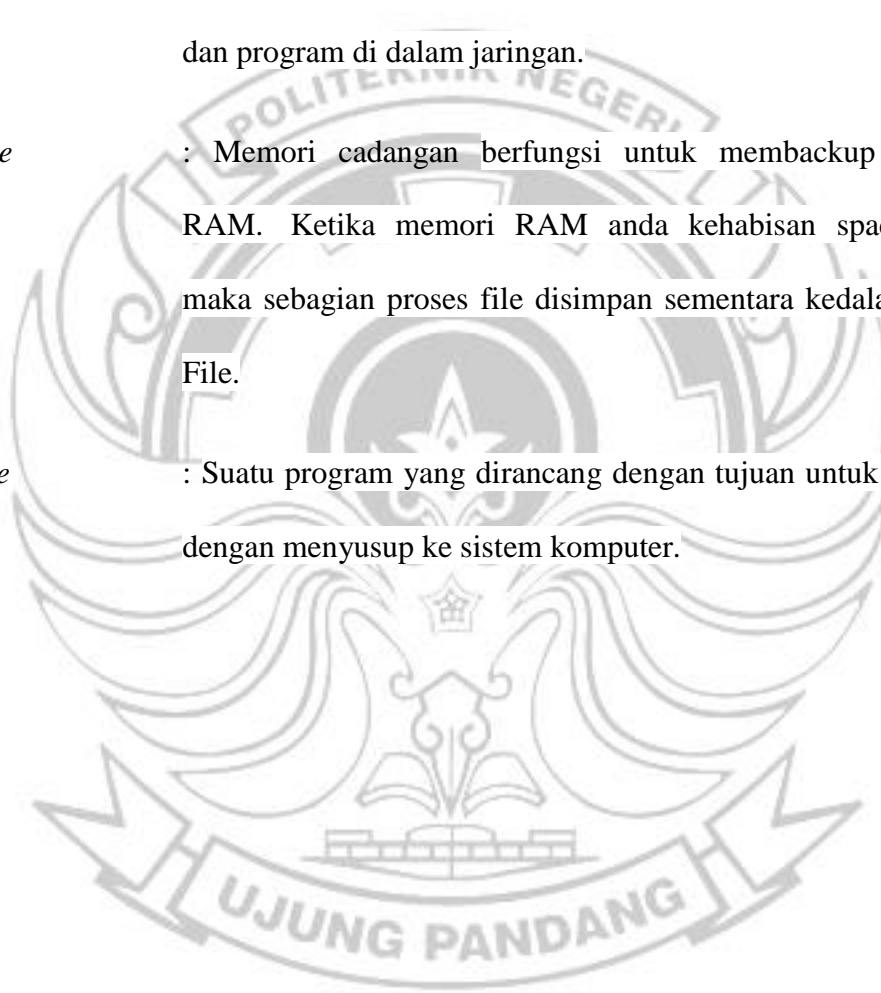 dan program di dalam jaringan.
POLITEKNIK NEGERI
e : Memori cadangan berfungsi untuk membackup
RAM. Ketika memori RAM anda kehabisan
maka sebagian proses file disimpan sementara
File.
e : Suatu program yang dirancang dengan tujuan untuk
dengan menyusup ke sistem komputer.
UJUNG PANDANG